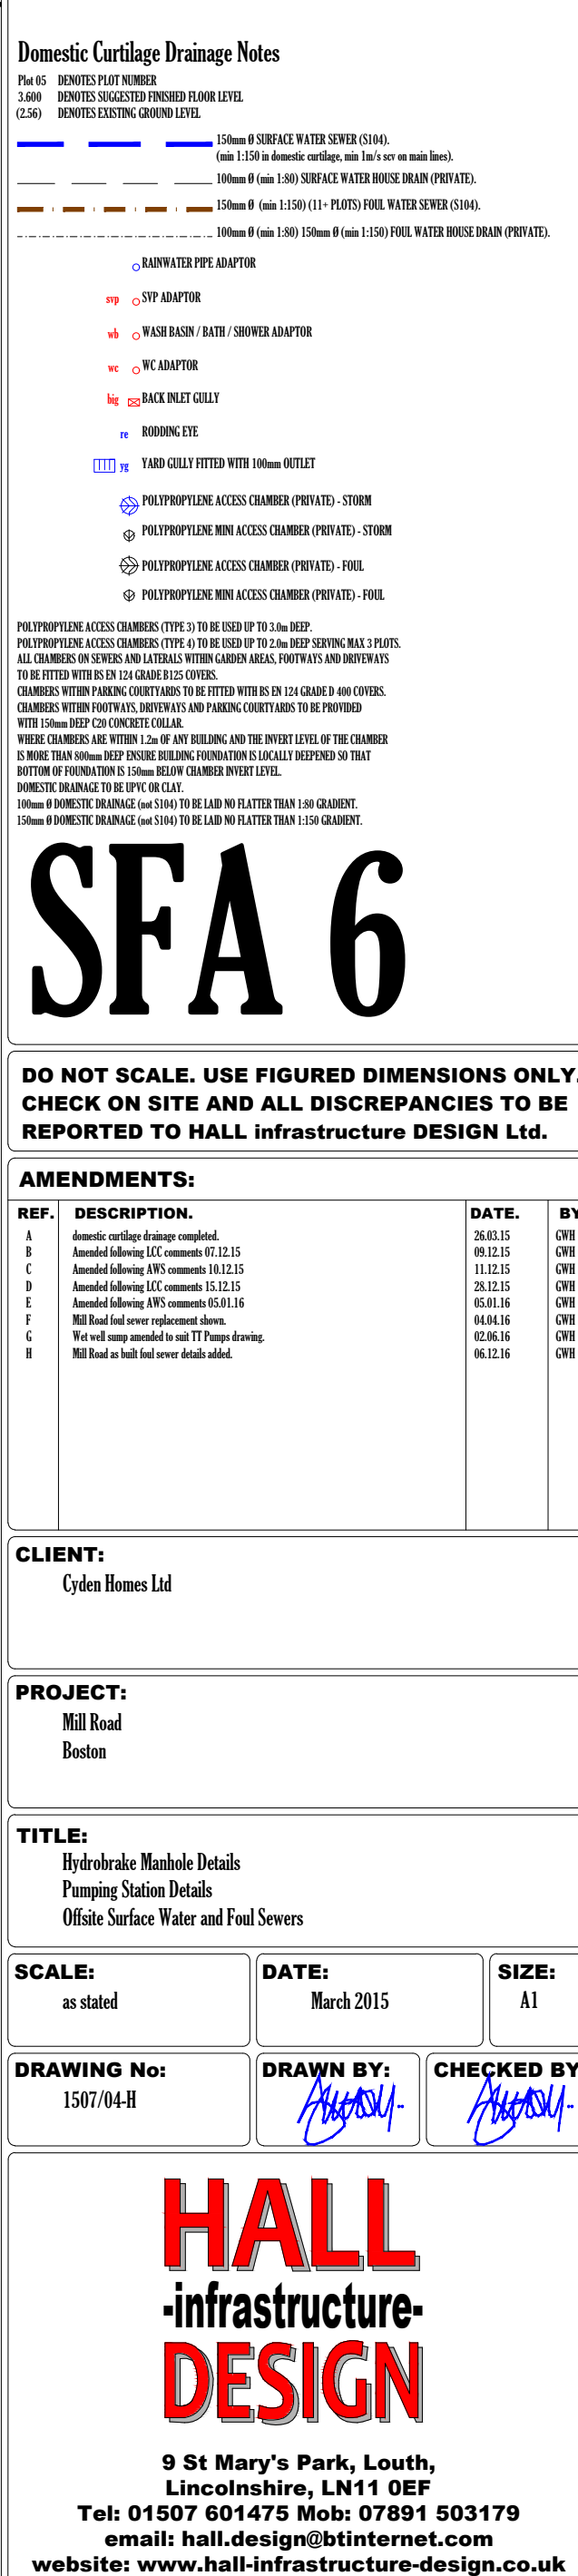 Domestic Curtilage Drainage Notes
Plot 05 DENOTES PLOT NUMBER
3.600 DENOTES SUGGESTED FINISHED FLOOR LEVEL
(2.56) DENOTES EXISTING GROUND LEVEL
150mm Ø SURFACE WATER SEWER (S104).
(min 1:150 in domestic curtilage, min 1m/s scv on main lines).
100mm Ø (min 1:80) SURFACE WATER HOUSE DRAIN (PRIVATE).
150mm Ø (min 1:150) (11+ PLOTS) FOUL WATER SEWER (S104).
100mm Ø (min 1:80) 150mm Ø (min 1:150) FOUL WATER HOUSE DRAIN (PRIVATE).
RAINWATER PIPE ADAPTOR
svp SVP ADAPTOR
wb WASH BASIN / BATH / SHOWER ADAPTOR
wc WC ADAPTOR
big BACK INLET GULLY
re RODDING EYE
yg YARD GULLY FITTED WITH 100mm OUTLET
POLYPROPYLENE ACCESS CHAMBER (PRIVATE) - STORM
POLYPROPYLENE MINI ACCESS CHAMBER (PRIVATE) - STORM
POLYPROPYLENE ACCESS CHAMBER (PRIVATE) - FOUL
POLYPROPYLENE MINI ACCESS CHAMBER (PRIVATE) - FOUL
POLYPROPYLENE ACCESS CHAMBERS (TYPE 3) TO BE USED UP TO 3.0m DEEP.
POLYPROPYLENE ACCESS CHAMBERS (TYPE 4) TO BE USED UP TO 2.0m DEEP SERVING MAX 3 PLOTS.
ALL CHAMBERS ON SEWERS AND LATERALS WITHIN GARDEN AREAS, FOOTWAYS AND DRIVEWAYS
TO BE FITTED WITH BS EN 124 GRADE B125 COVERS.
CHAMBERS WITHIN PARKING COURTYARDS TO BE FITTED WITH BS EN 124 GRADE D 400 COVERS.
CHAMBERS WITHIN FOOTWAYS, DRIVEWAYS AND PARKING COURTYARDS TO BE PROVIDED
WITH 150mm DEEP C20 CONCRETE COLLAR.
WHERE CHAMBERS ARE WITHIN 1.2m OF ANY BUILDING AND THE INVERT LEVEL OF THE CHAMBER
IS MORE THAN 800mm DEEP ENSURE BUILDING FOUNDATION IS LOCALLY DEEPENED SO THAT
BOTTOM OF FOUNDATION IS 150mm BELOW CHAMBER INVERT LEVEL.
DOMESTIC DRAINAGE TO BE UPVC OR CLAY.
100mm Ø DOMESTIC DRAINAGE (not S104) TO BE LAID NO FLATTER THAN 1:80 GRADIENT.
150mm Ø DOMESTIC DRAINAGE (not S104) TO BE LAID NO FLATTER THAN 1:150 GRADIENT.
SFA 6
DO NOT SCALE. USE FIGURED DIMENSIONS ONLY.
CHECK ON SITE AND ALL DISCREPANCIES TO BE
REPORTED TO HALL infrastructure DESIGN Ltd.
AMENDMENTS:
REF. DESCRIPTION. DATE. BY
A domestic curtilage drainage completed. 26.03.15 GWH
B Amended following LCC comments 07.12.15 09.12.15 GWH
C Amended following AWS comments 10.12.15 11.12.15 GWH
D Amended following LCC comments 15.12.15 28.12.15 GWH
E Amended following AWS comments 05.01.16 05.01.16 GWH
F Mill Road foul sewer replacement shown. 04.04.16 GWH
G Wet well sump amended to suit TT Pumps drawing. 02.06.16 GWH
H Mill Road as built foul sewer details added. 06.12.16 GWH
CLIENT:
Cyden Homes Ltd
PROJECT:
Mill Road
Boston
TITLE:
Hydrobrake Manhole Details
Pumping Station Details
Offsite Surface Water and Foul Sewers
SCALE: DATE: SIZE:
as stated March 2015 A1
DRAWING No: DRAWN BY: CHECKED BY
1507/04-H
HALL
-infrastructure-
DESIGN
9 St Mary's Park, Louth,
Lincolnshire, LN11 0EF
Tel: 01507 601475 Mob: 07891 503179
email: hall.design@btinternet.com
website: www.hall-infrastructure-design.co.uk